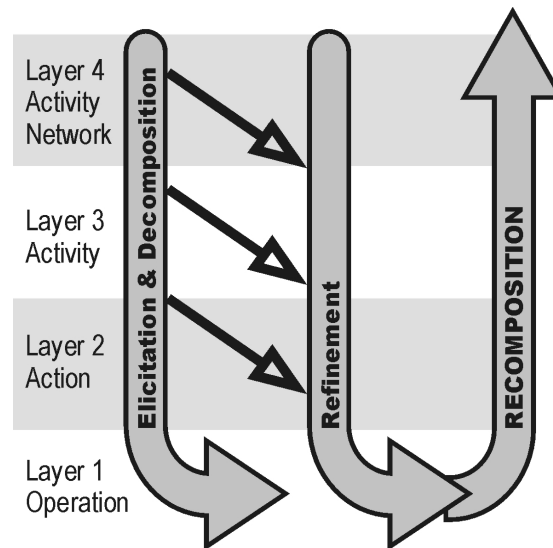 Layer 4
Activity
Network
Layer 3
Activity
Layer 2
Action
Layer 1
Operation
Elicitation & Decomposition
Refinement
RECOMPOSITION